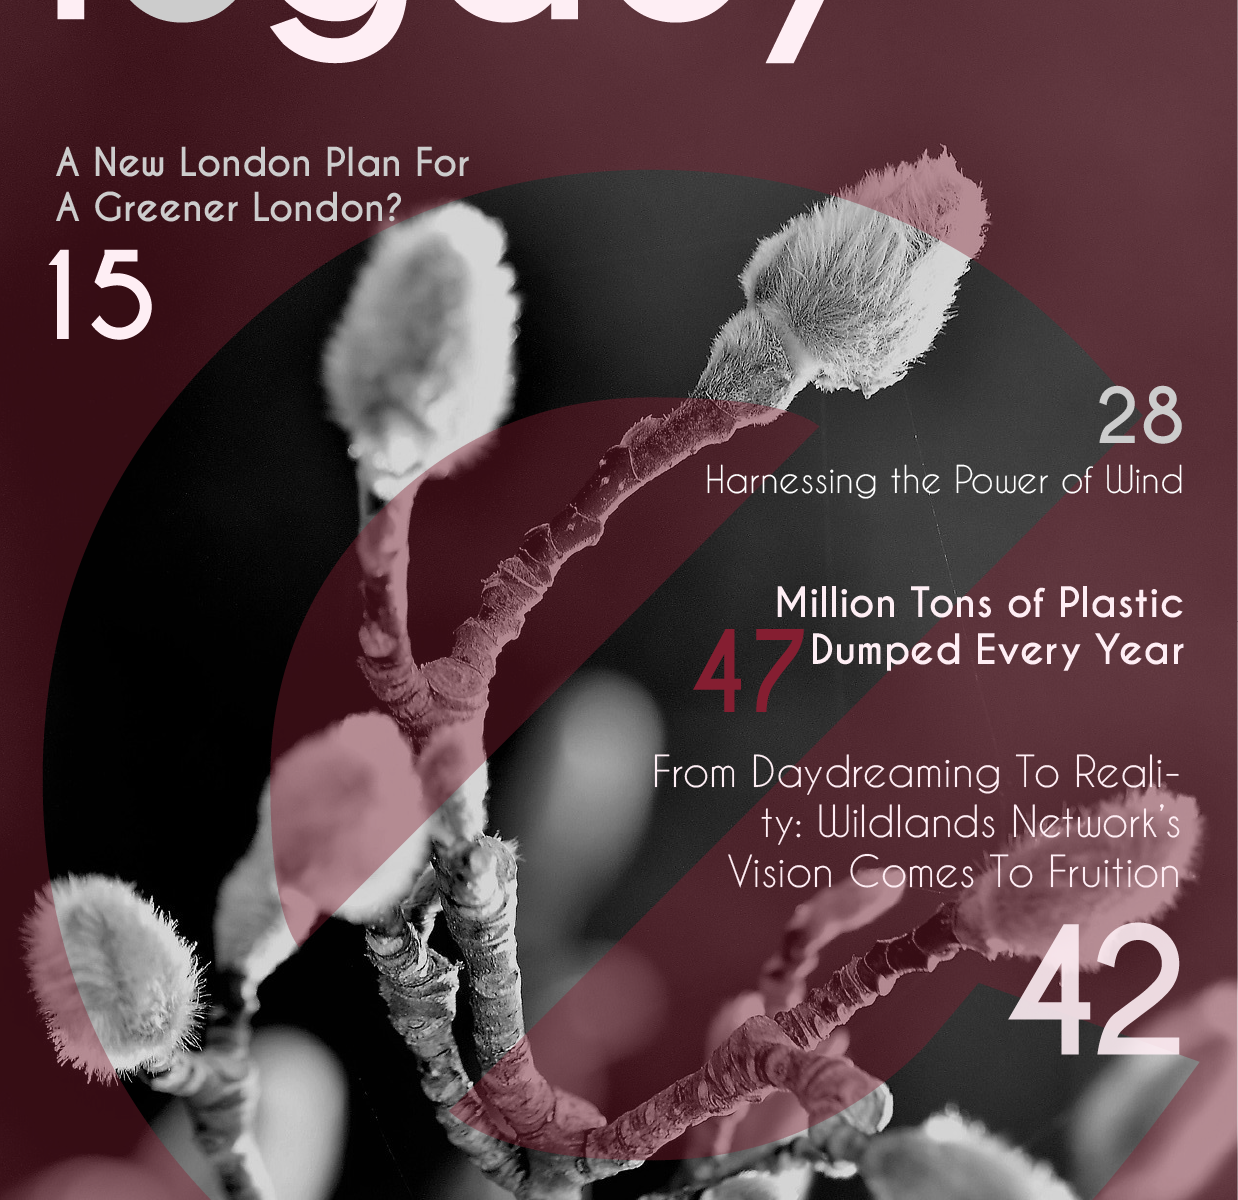 legacy
A New London Plan For
A Greener London?
15
28
Harnessing the Power of Wind
Million Tons of Plastic
47 Dumped Every Year
From Daydreaming To Reali-
ty: Wildlands Network's
Vision Comes To Fruition
42